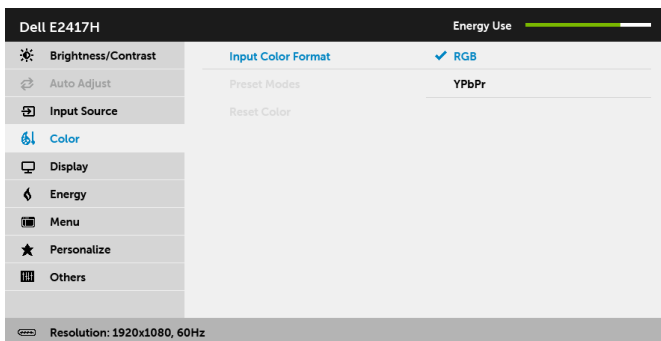 Dell E2417H Energy Use
Brightness/Contrast Input Color Format RGB
Auto Adjust Preset Modes YPbPr
Input Source Reset Color
Color
Display
Energy
Menu
Personalize
Others
Resolution: 1920x1080, 60Hz